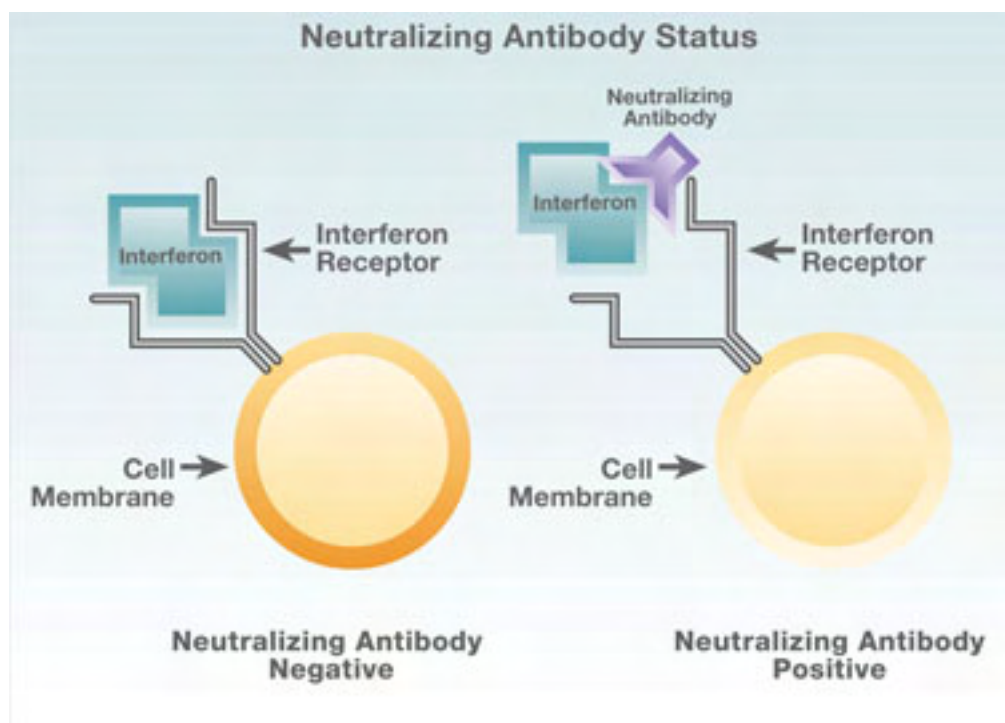 Neutralizing Antibody Status
Interferon
Interferon
Receptor
Cell
Membrane
Neutralizing Antibody
Negative
Neutralizing
Antibody
Interferon
Interferon
Receptor
Cell
Membrane
Neutralizing Antibody
Positive